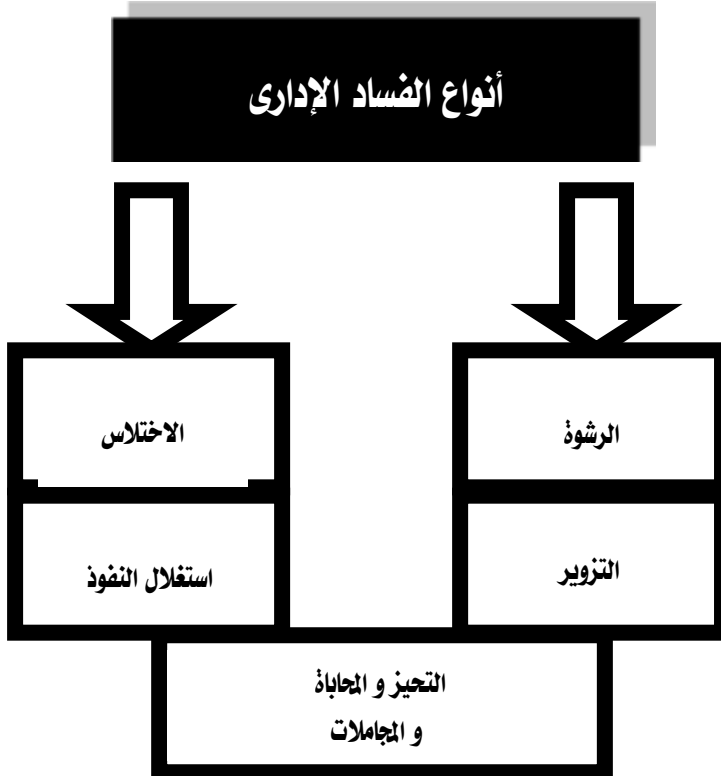 أنواع الفساد الإدارى
الرشوة
الاختلاس
التزوير
استغلال النفوذ
التحيز و المحاباة
و المجاملات